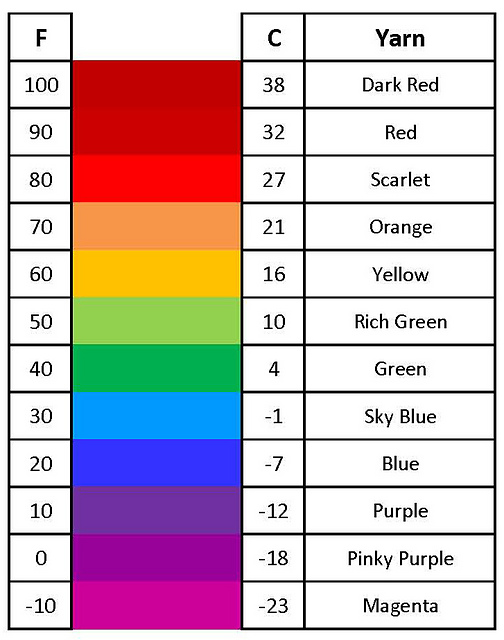 F C Yarn
100 38 Dark Red
90 32 Red
80 27 Scarlet
70 21 Orange
60 16 Yellow
50 10 Rich Green
40 4 Green
30 -1 Sky Blue
20 -7 Blue
10 -12 Purple
0 -18 Pinky Purple
-10 -23 Magenta